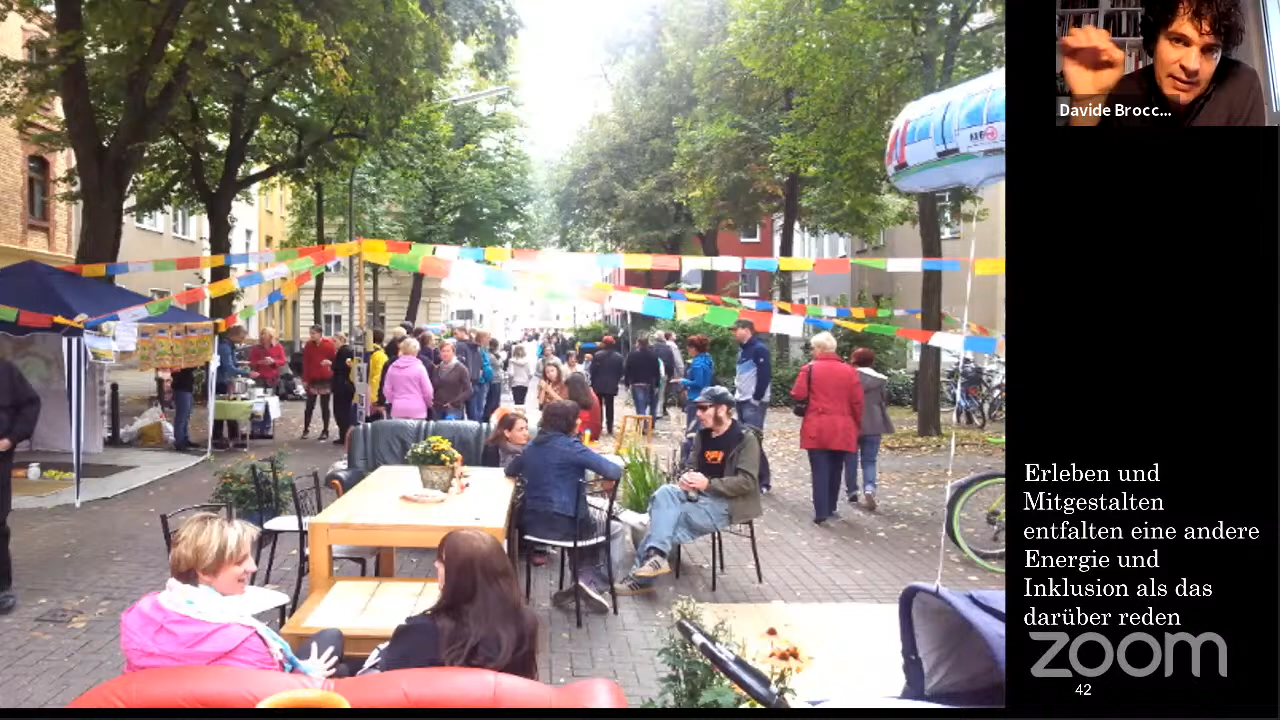 Davide Brocc...
Erleben und
Mitgestalten
entfalten eine andere
Energie und
Inklusion als das
darüber reden
zoom
42